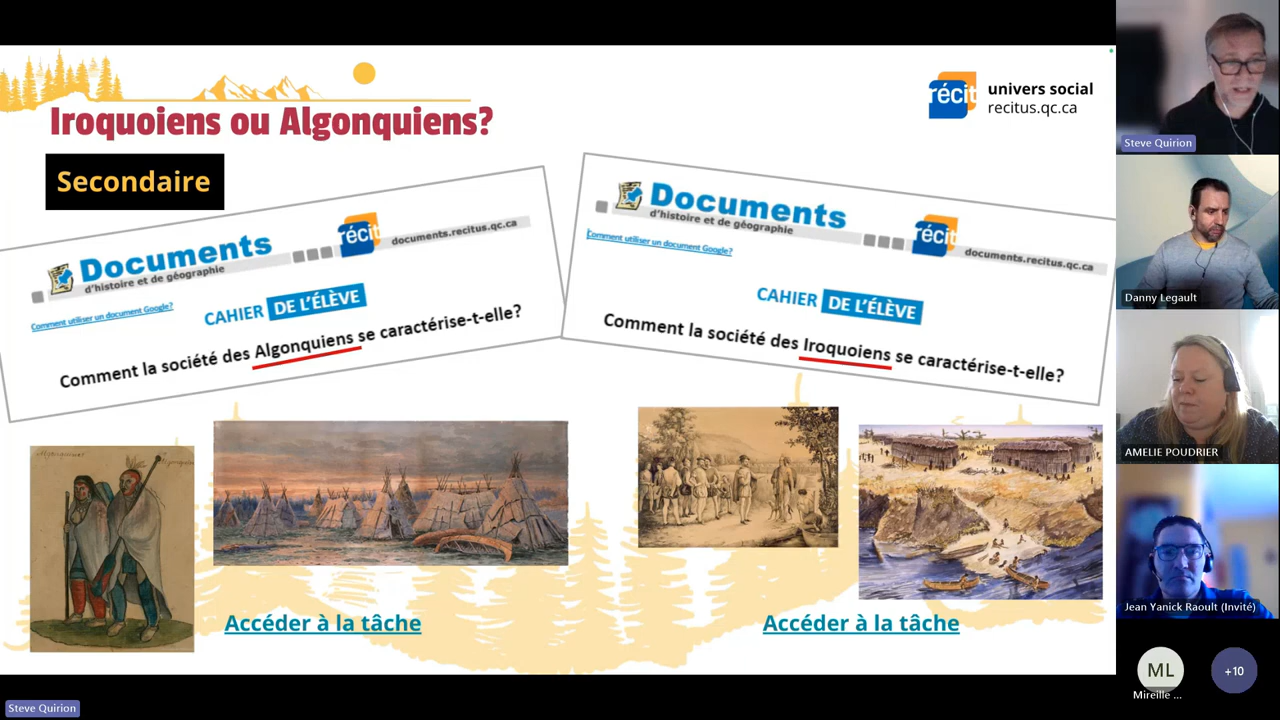 Iroquoiens ou Algonquiens?
Secondaire
récit
univers social
recitus.qc.ca
Documents
d'histoire et de géographie
récit
documents.recitus.qc.ca
Comment utiliser un document Google?
CAHIER DE L'ÉLÈVE
Comment la société des Algonquiens se caractérise-t-elle?
Documents
d'histoire et de géographie
récit
documents.recitus.qc.ca
Comment utiliser un document Google?
CAHIER DE L'ÉLÈVE
Comment la société des Iroquoiens se caractérise-t-elle?
Accéder à la tâche
Accéder à la tâche
Steve Quirion
Steve Quirion
Danny Legault
AMELIE POUDRIER
Jean Yanick Raoult (Invité)
ML
Mireille ...
+10